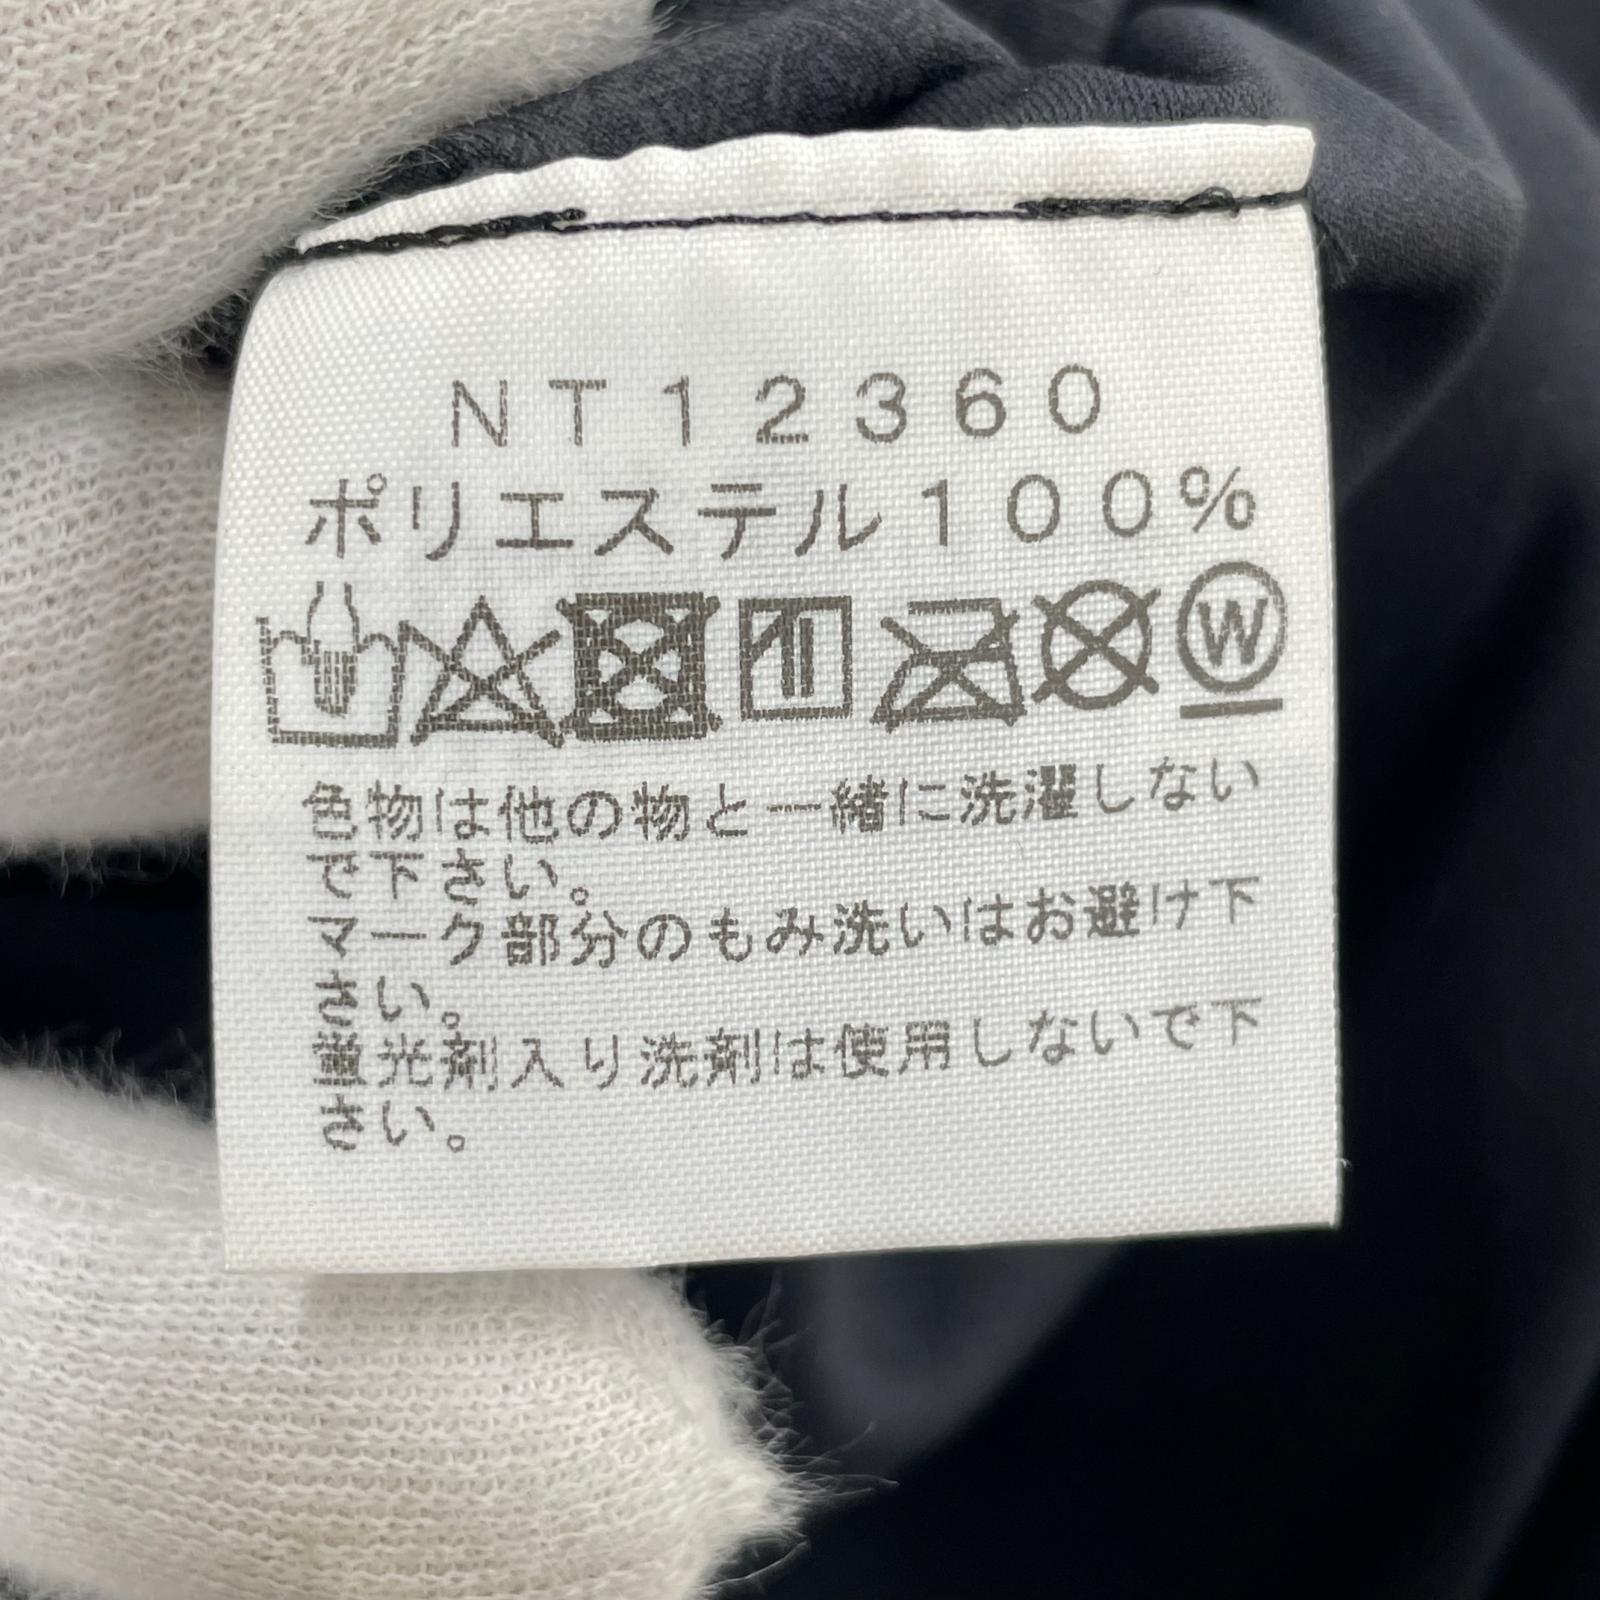 NT12360
ポリエステル100%
W
色物は他の物と一緒に洗濯しない
で下さい。
マーク部分のもみ洗いはお避け下
さい。
蛍光剤入り洗剤は使用しないで下
さい。